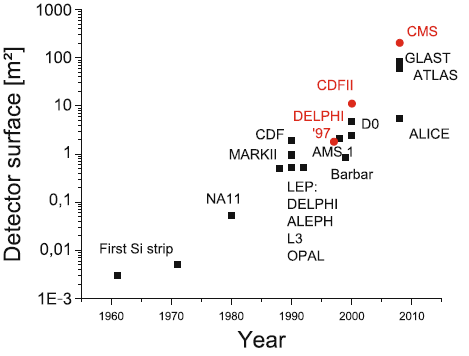 Detector surface [m²]
1000
100
10
1
0,1
0,01
1E-3
CMS
GLAST
ATLAS
CDFII
DELPHI
'97
D0
ALICE
CDF
AMS 1
MARKII
Barbar
LEP:
DELPHI
ALEPH
L3
OPAL
NA11
First Si strip
1960
1970
1980
1990
2000
2010
Year